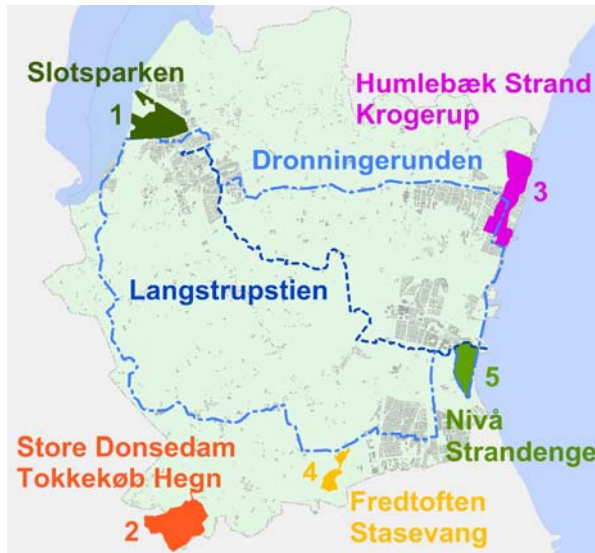 Slotsparken
1
Humlebæk Strand
Krogerup
Dronningerunden
3
Langstrupstien
5
Nivå
Strandenge
Store Donsedam
Tokkekøb Hegn
4
2
Fredtoften
Stasevang